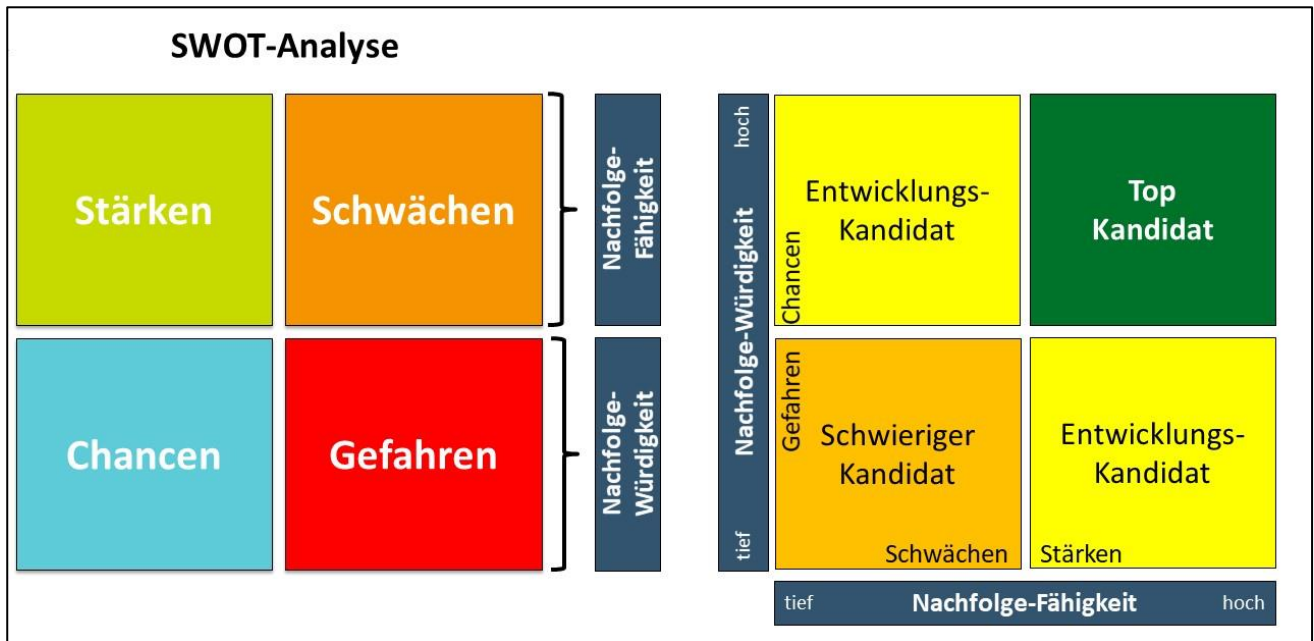 SWOT-Analyse
Stärken
Schwächen
Nachfolge-
Fähigkeit
Chancen
Gefahren
Nachfolge-
Würdigkeit
hoch
Nachfolge-Würdigkeit
tief
Chancen
Entwicklungs-
Kandidat
Top
Kandidat
Gefahren
Schwieriger
Kandidat
Schwächen
Entwicklungs-
Kandidat
Stärken
tief
Nachfolge-Fähigkeit
hoch